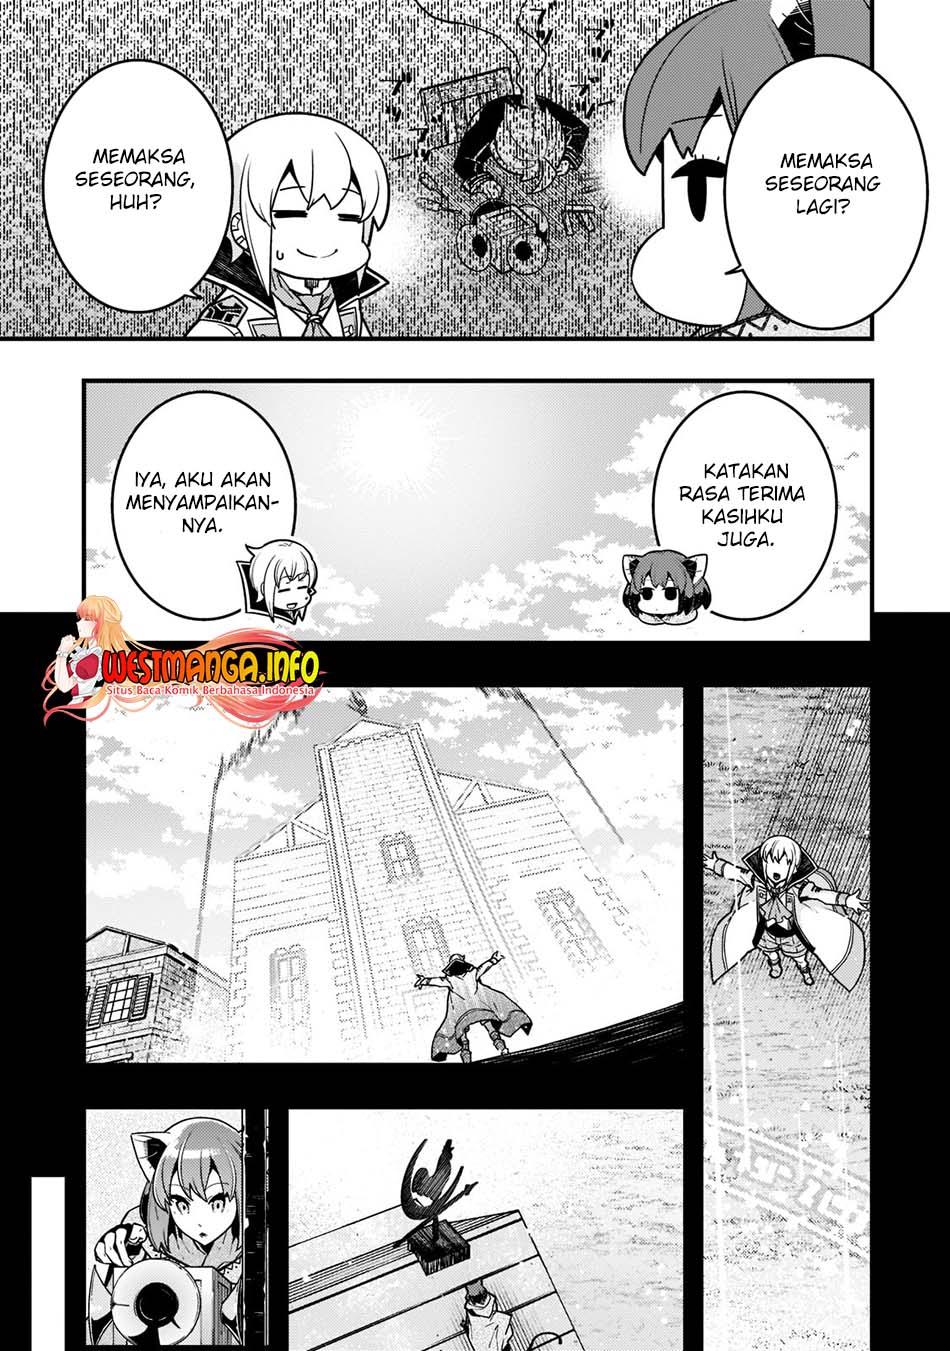 MEMAKSA
SESEORANG
LAGI?
MEMAKSA
SESEORANG,
HUH?
KATAKAN
RASA TERIMA
KASIHKU
JUGA.
IYA, AKU AKAN
MENYAMPAIKAN-
NYA.
WESTMANGA.INFO
Situs Baca Komik Berbahasa Indonesia